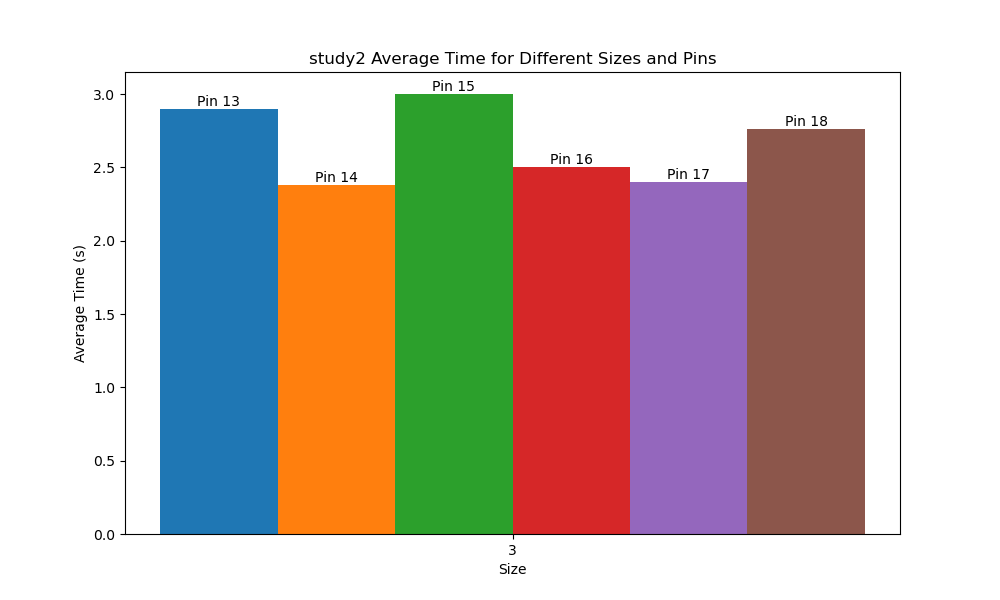 study2 Average Time for Different Sizes and Pins
Pin 13
Pin 14
Pin 15
Pin 16
Pin 17
Pin 18
3.0
2.5
2.0
1.5
1.0
0.5
0.0
Average Time (s)
3
Size